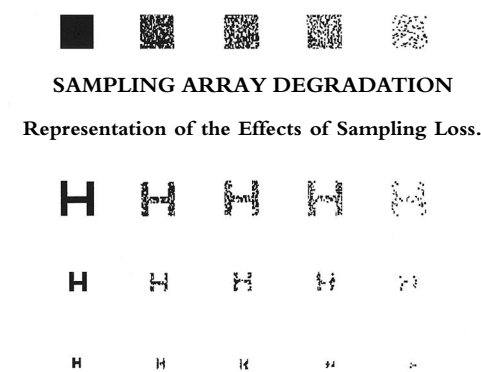 SAMPLING ARRAY DEGRADATION
Representation of the Effects of Sampling Loss.
H H H H
H H H H
H H